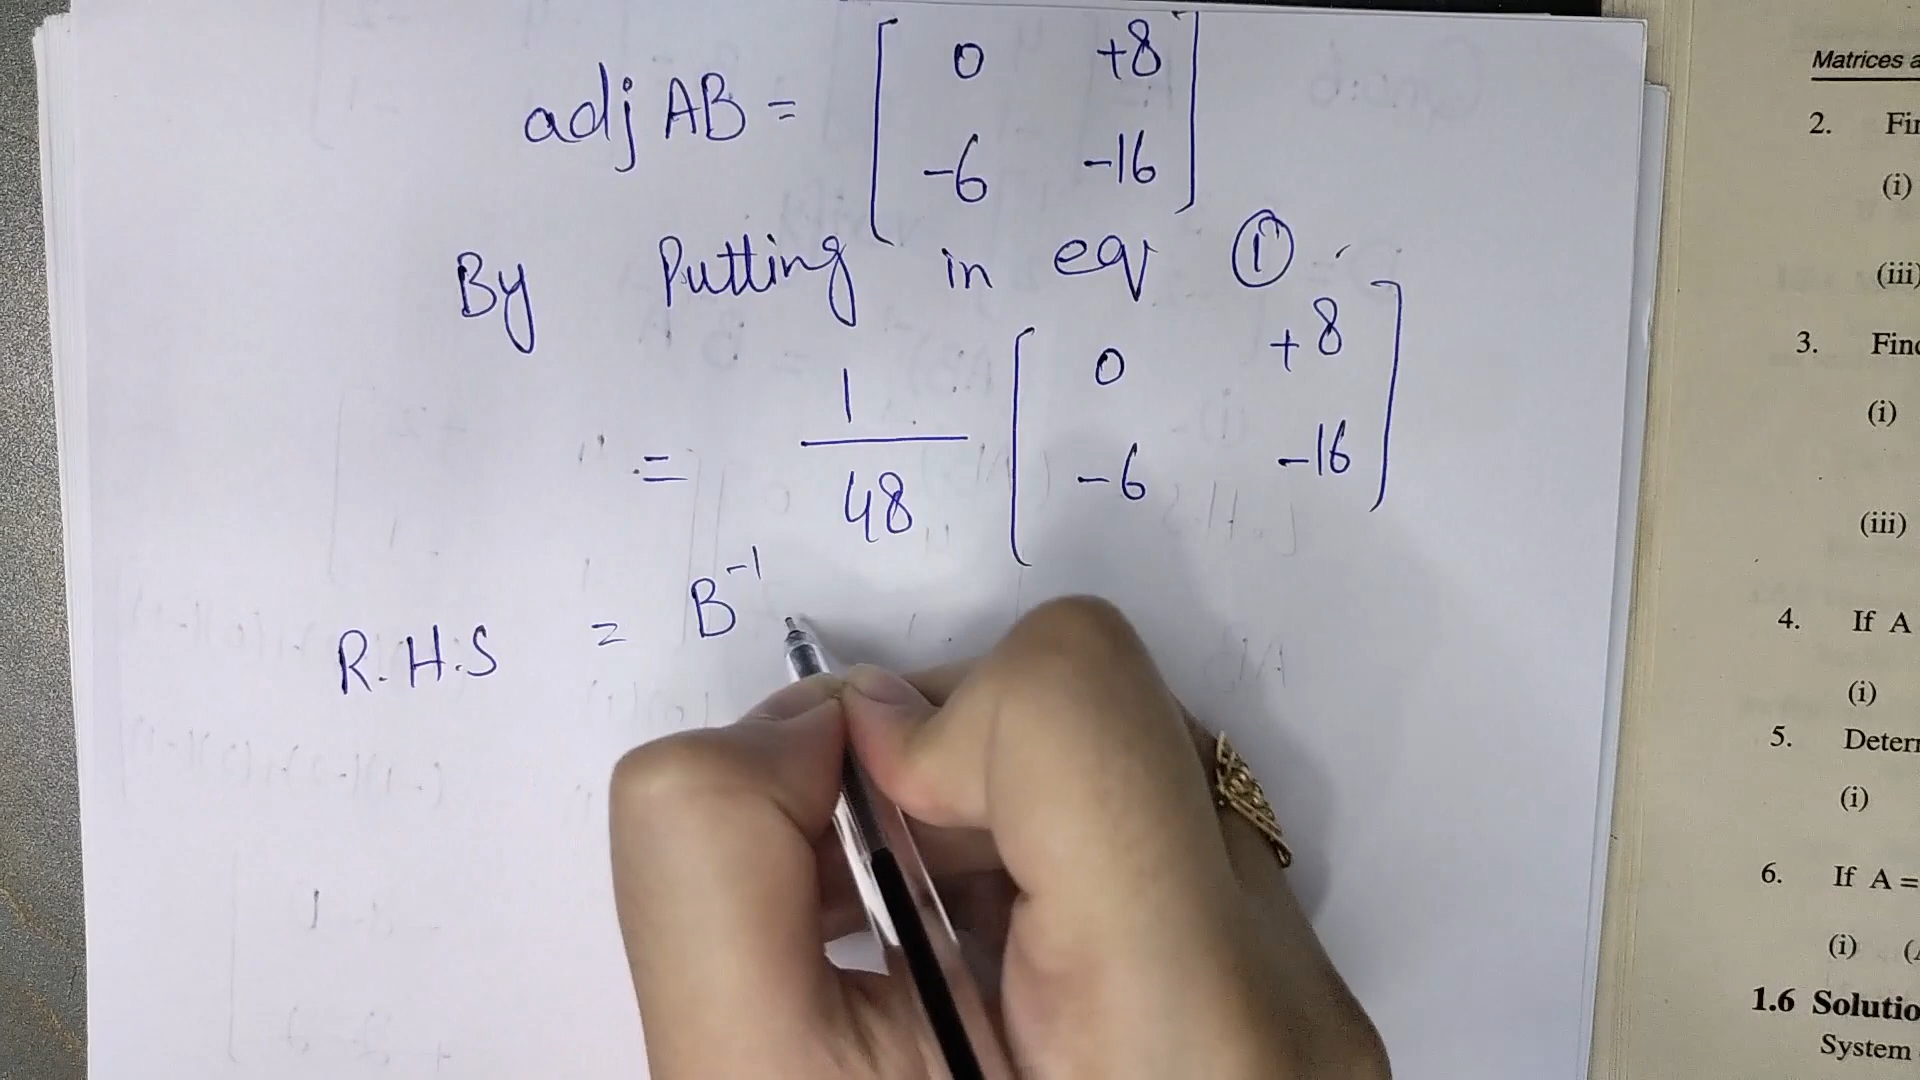 adj AB = [ 0 +8
-6 -16 ]
By Putting in eq ①
= 1/48 [ 0 +8
-6 -16 ]
R.H.S = B⁻¹
Matrices a
2. Fin
(i)
(iii)
3. Find
(i)
(iii)
4. If A
(i)
5. Deter
(i)
6. If A =
(i) (
1.6 Solutio
System